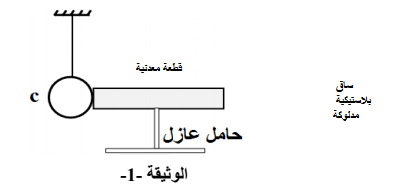 قطعة معدنية
ساق
بلاستيكية
مدلوكة
c
حامل عازل
الوثيقة -1-